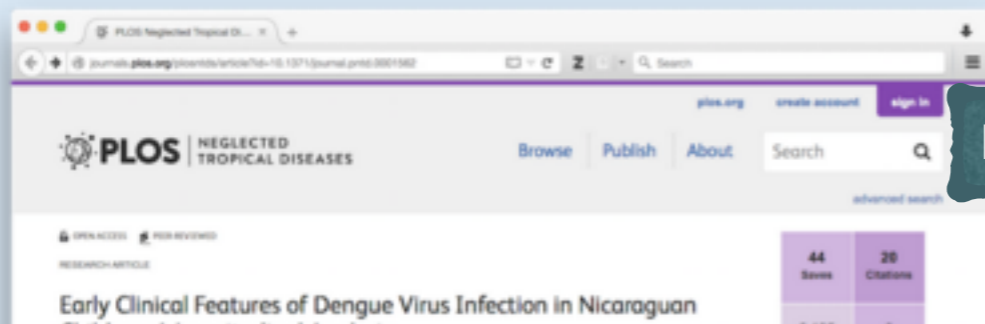 PLOS Neglected Tropical Di... × +
journals.plos.org/plosntds/article?id=10.1371/journal.pntd.0001562 Z Search
plos.org create account sign in
PLOS NEGLECTED TROPICAL DISEASES
Browse Publish About Search
advanced search
OPEN ACCESS PEER-REVIEWED
RESEARCH ARTICLE
44 Saves 20 Citations
Early Clinical Features of Dengue Virus Infection in Nicaraguan